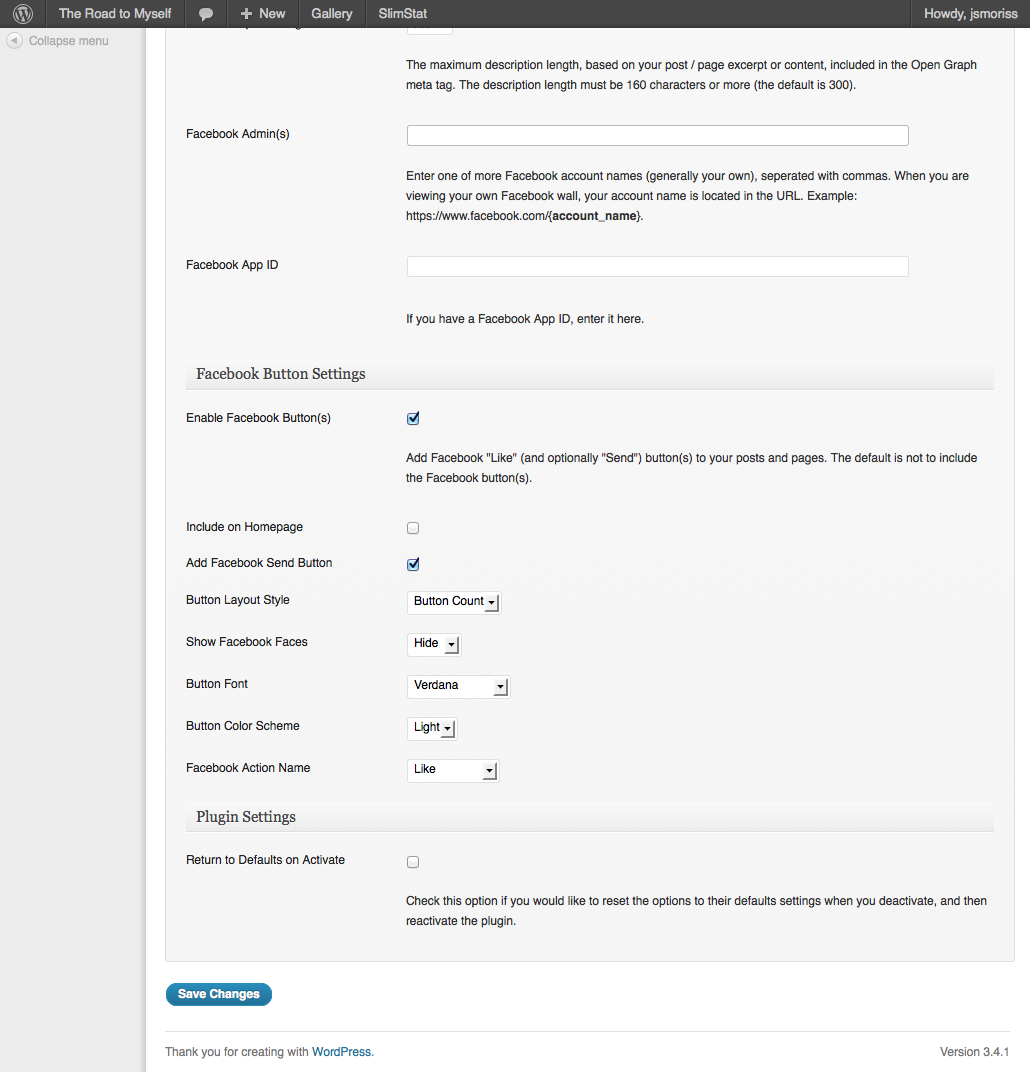 The Road to Myself
New
Gallery
SlimStat
Howdy, jsmoriss
Collapse menu
The maximum description length, based on your post / page excerpt or content, included in the Open Graph
meta tag. The description length must be 160 characters or more (the default is 300).
Facebook Admin(s)
Enter one of more Facebook account names (generally your own), seperated with commas. When you are
viewing your own Facebook wall, your account name is located in the URL. Example:
https://www.facebook.com/{account_name}.
Facebook App ID
If you have a Facebook App ID, enter it here.
Facebook Button Settings
Enable Facebook Button(s)
Add Facebook "Like" (and optionally "Send") button(s) to your posts and pages. The default is not to include
the Facebook button(s).
Include on Homepage
Add Facebook Send Button
Button Layout Style Button Count
Show Facebook Faces Hide
Button Font Verdana
Button Color Scheme Light
Facebook Action Name Like
Plugin Settings
Return to Defaults on Activate
Check this option if you would like to reset the options to their defaults settings when you deactivate, and then
reactivate the plugin.
Save Changes
Thank you for creating with WordPress.
Version 3.4.1